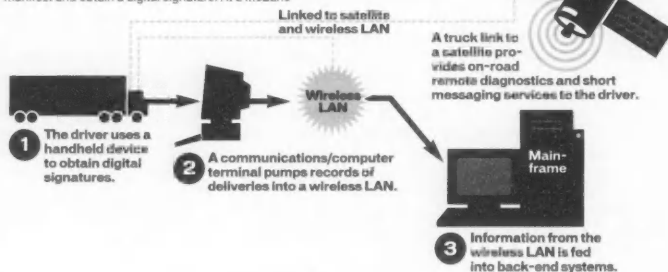 Linked to satellite
and wireless LAN
A truck link to
a satellite pro-
vides on-road
remote diagnostics and short
messaging services to the driver.
Wireless
LAN
1 The driver uses a
handheld device
to obtain digital
signatures.
2 A communications/computer
terminal pumps records of
deliveries into a wireless LAN.
Main-
frame
3 Information from the
wireless LAN is fed
into back-end systems.